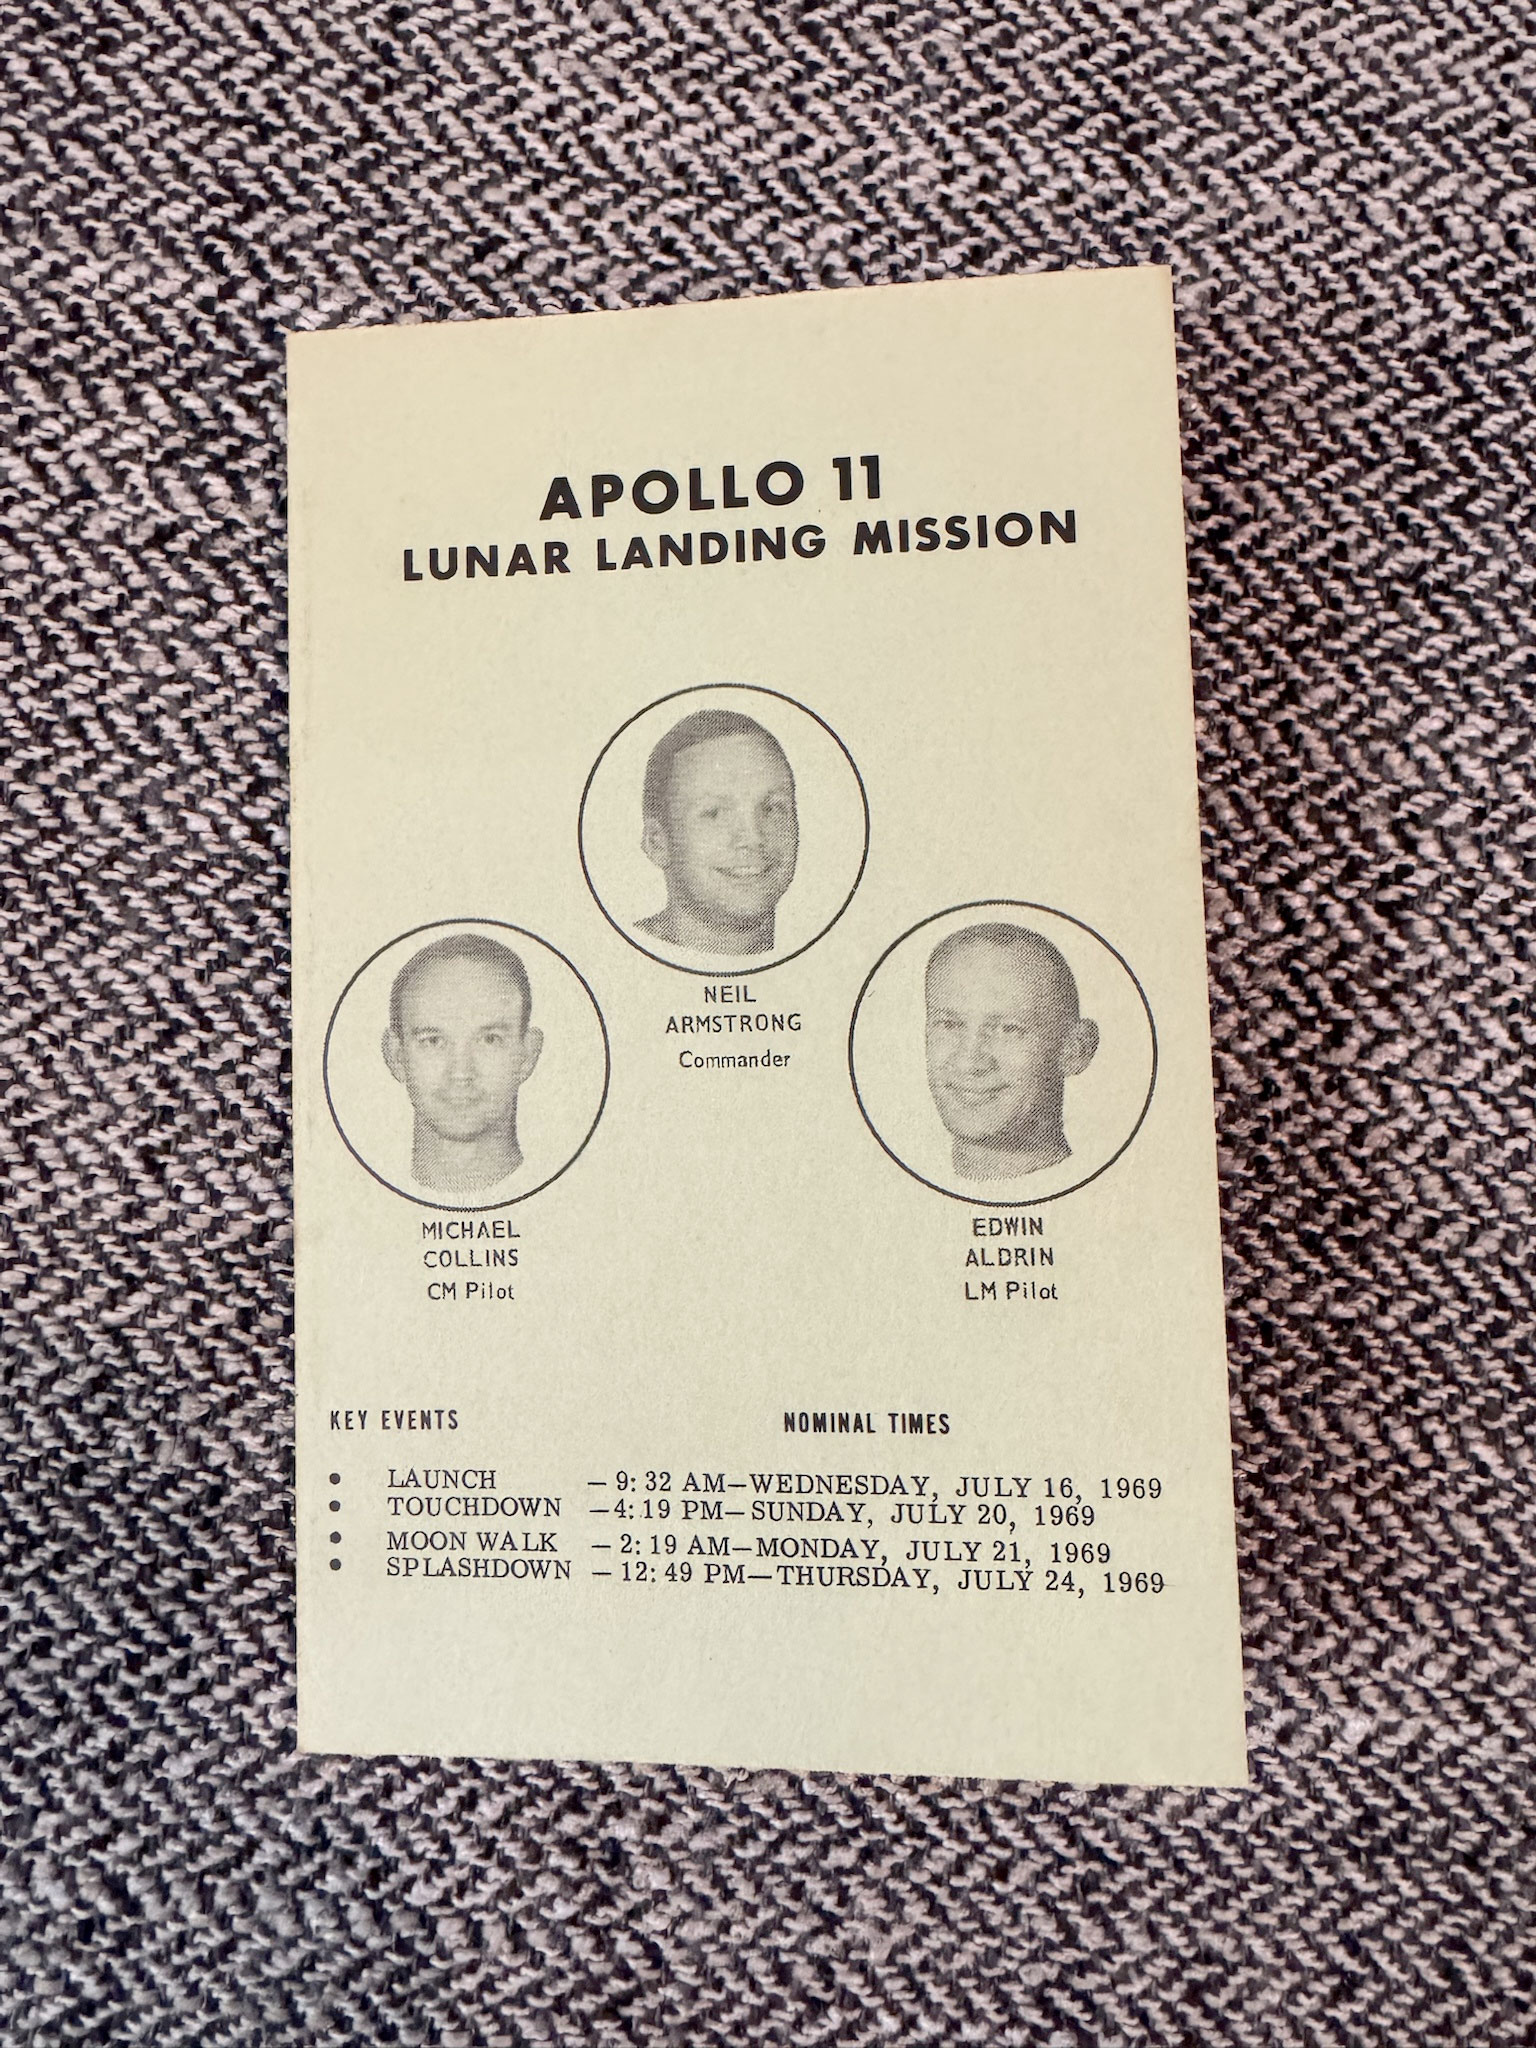 APOLLO 11
LUNAR LANDING MISSION
NEIL
ARMSTRONG
Commander
MICHAEL
COLLINS
CM Pilot
EDWIN
ALDRIN
LM Pilot
KEY EVENTS NOMINAL TIMES
• LAUNCH – 9:32 AM–WEDNESDAY, JULY 16, 1969
• TOUCHDOWN – 4:19 PM–SUNDAY, JULY 20, 1969
• MOON WALK – 2:19 AM–MONDAY, JULY 21, 1969
• SPLASHDOWN – 12:49 PM–THURSDAY, JULY 24, 1969